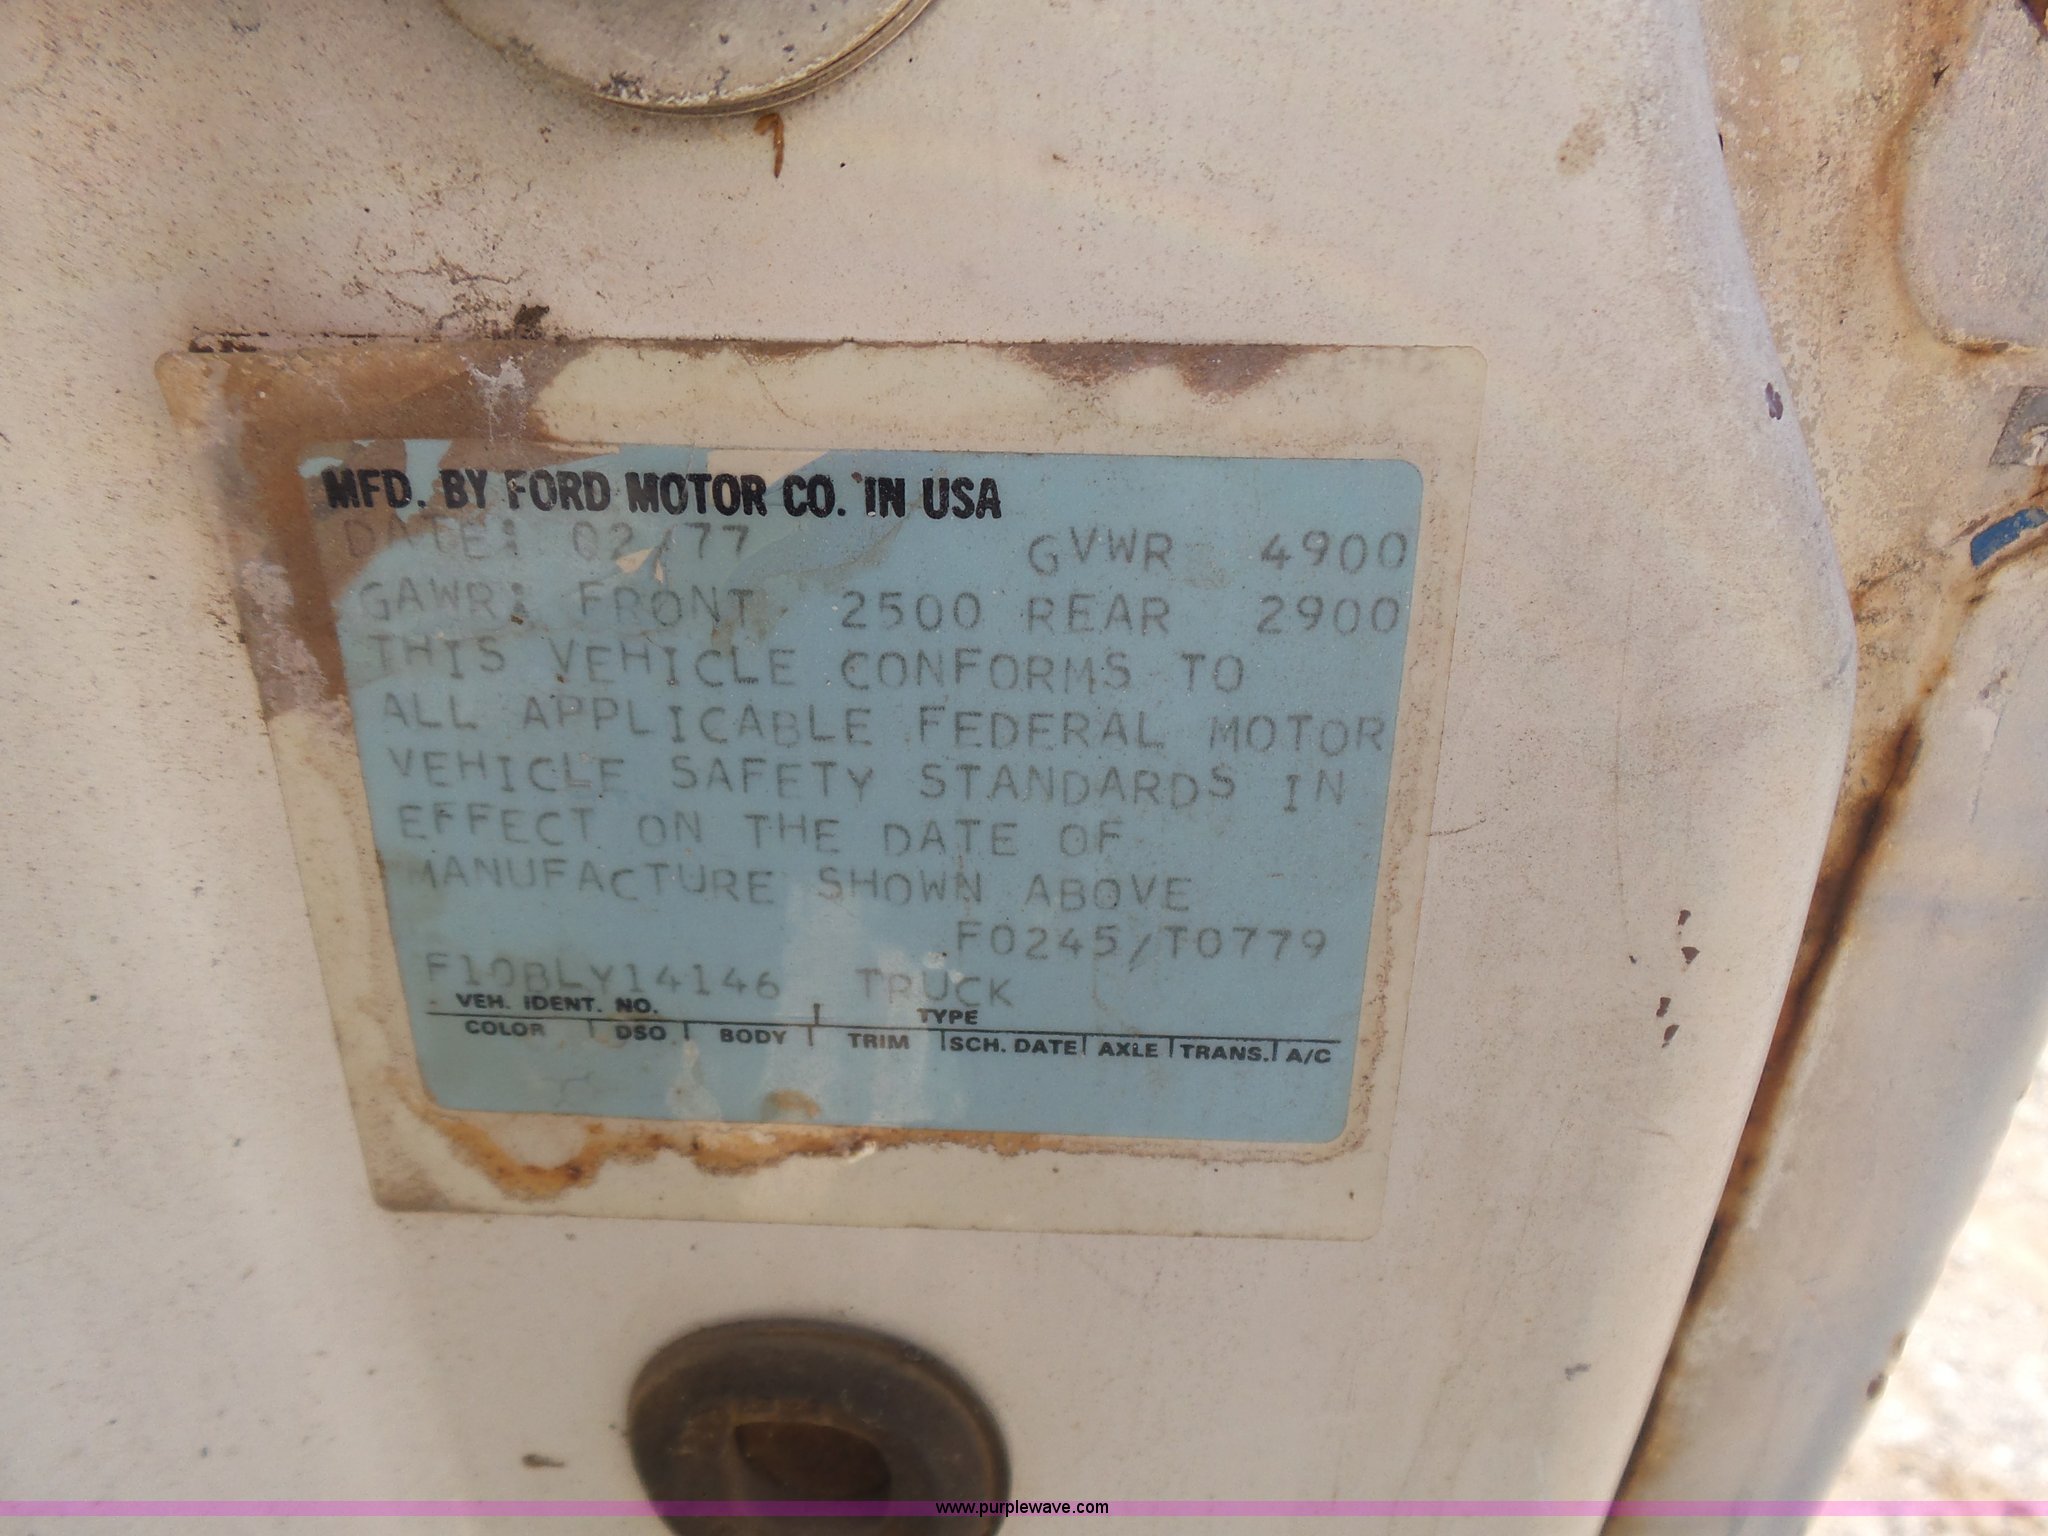 MFD. BY FORD MOTOR CO. IN USA
DATE: 02/77 GVWR 4900
GAWR: FRONT 2500 REAR 2900
THIS VEHICLE CONFORMS TO
ALL APPLICABLE FEDERAL MOTOR
VEHICLE SAFETY STANDARDS IN
EFFECT ON THE DATE OF
MANUFACTURE SHOWN ABOVE
F0245/T0779
F10BLY14146 TRUCK
VEH. IDENT. NO. TYPE
COLOR DSO BODY TRIM SCH. DATE AXLE TRANS. A/C
www.purplewave.com